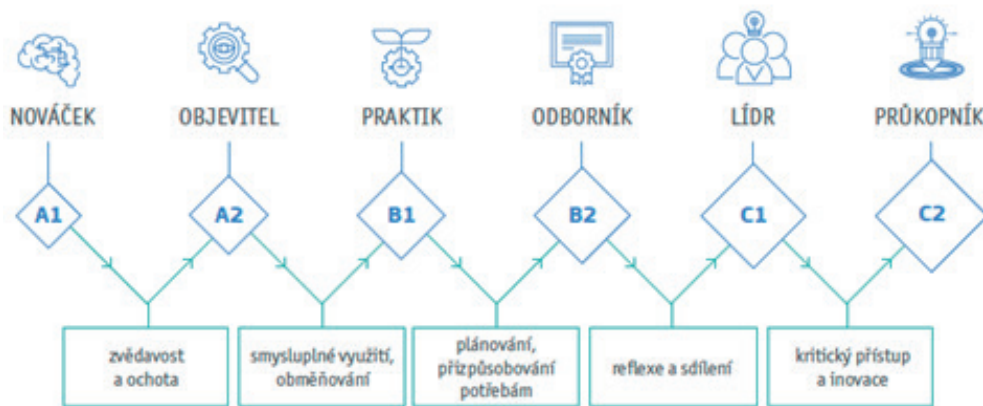 NOVÁČEK
OBJEVITEL
PRAKTIK
ODBORNÍK
LÍDR
PRŮKOPNÍK
A1
A2
B1
B2
C1
C2
zvědavost
a ochota
smysluplné využití,
obměňování
plánování,
přizpůsobování
potřebám
reflexe a sdílení
kritický přístup
a inovace